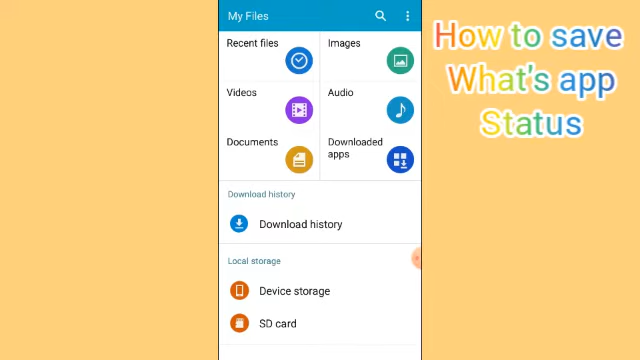 My Files
How to save
What's app
Status
Recent files
Images
Videos
Audio
Documents
Downloaded
apps
Download history
Download history
Local storage
Device storage
SD card